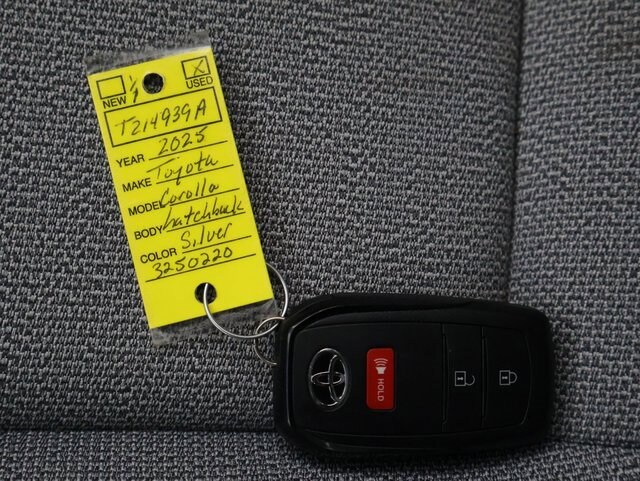 NEW 1/1 USED
T214939A
YEAR 2025
MAKE Toyota
MODEL Corolla
BODY hatchback
COLOR Silver
3250220
HOLD